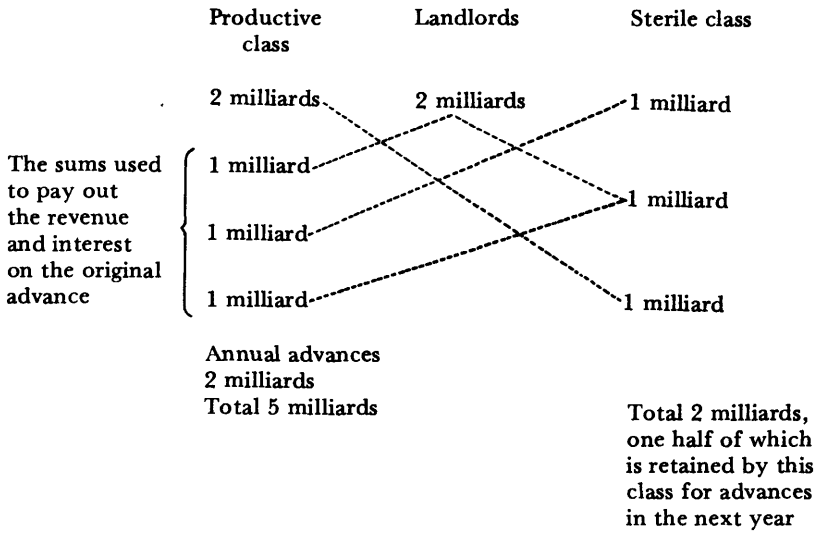 Productive class
Landlords
Sterile class
2 milliards
2 milliards
1 milliard
The sums used
to pay out
the revenue
and interest
on the original
advance
1 milliard
1 milliard
1 milliard
1 milliard
1 milliard
Annual advances
2 milliards
Total 5 milliards
Total 2 milliards,
one half of which
is retained by this
class for advances
in the next year